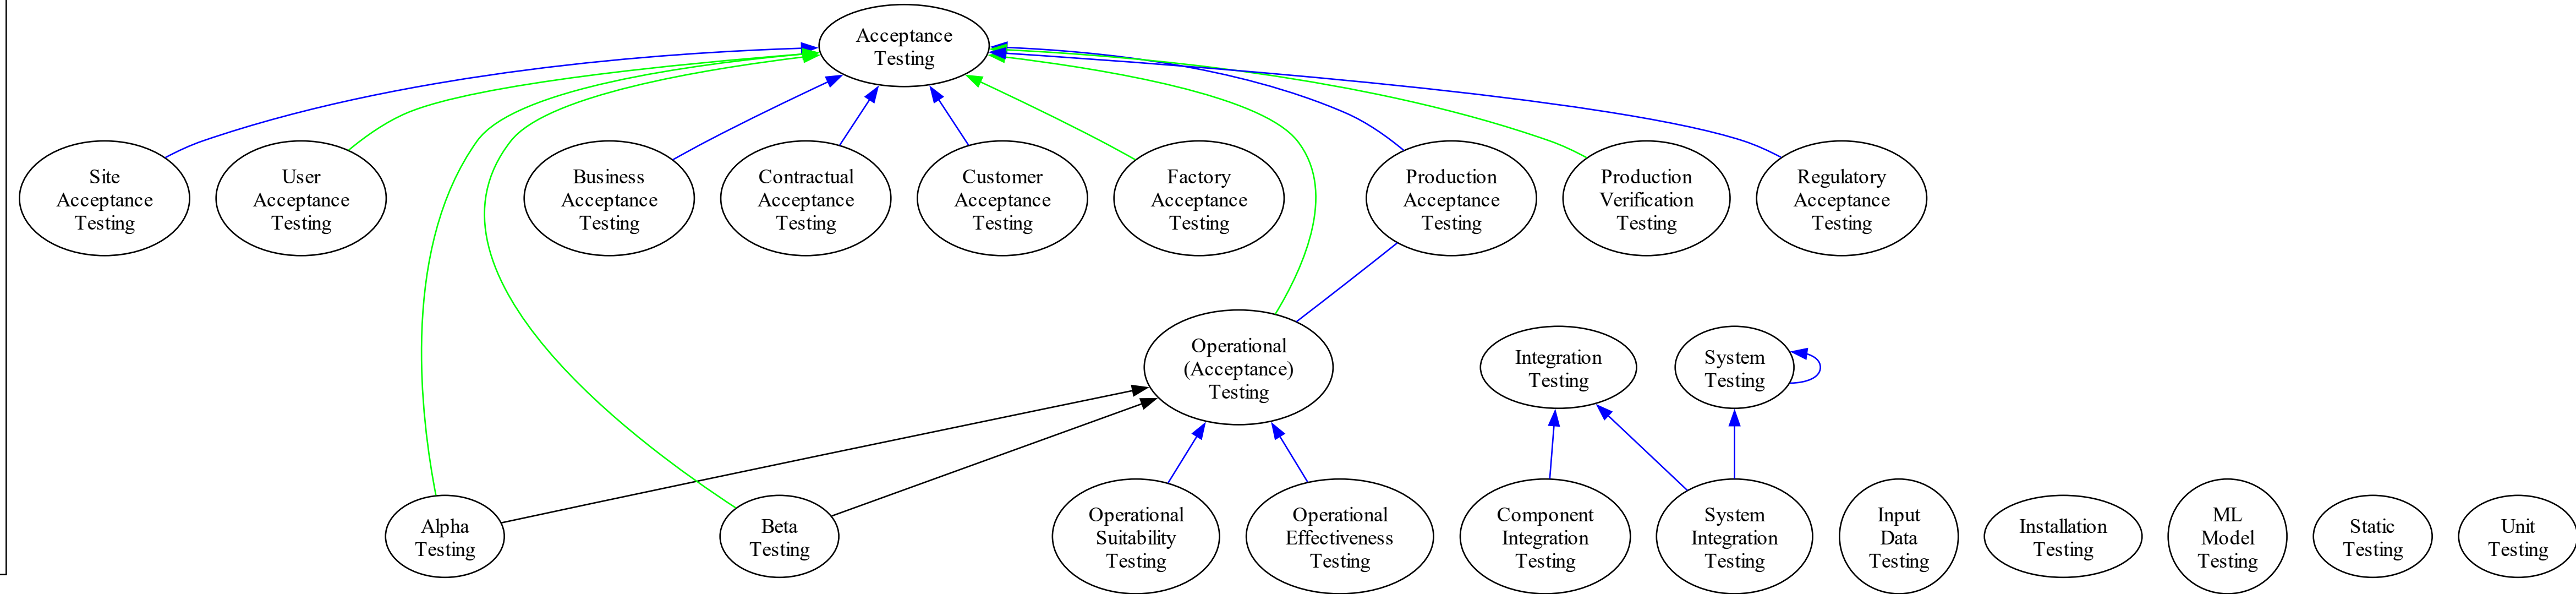 Acceptance
Testing
Site
Acceptance
Testing
User
Acceptance
Testing
Business
Acceptance
Testing
Contractual
Acceptance
Testing
Customer
Acceptance
Testing
Factory
Acceptance
Testing
Production
Acceptance
Testing
Production
Verification
Testing
Regulatory
Acceptance
Testing
Operational
(Acceptance)
Testing
Integration
Testing
System
Testing
Alpha
Testing
Beta
Testing
Operational
Suitability
Testing
Operational
Effectiveness
Testing
Component
Integration
Testing
System
Integration
Testing
Input
Data
Testing
Installation
Testing
ML
Model
Testing
Static
Testing
Unit
Testing